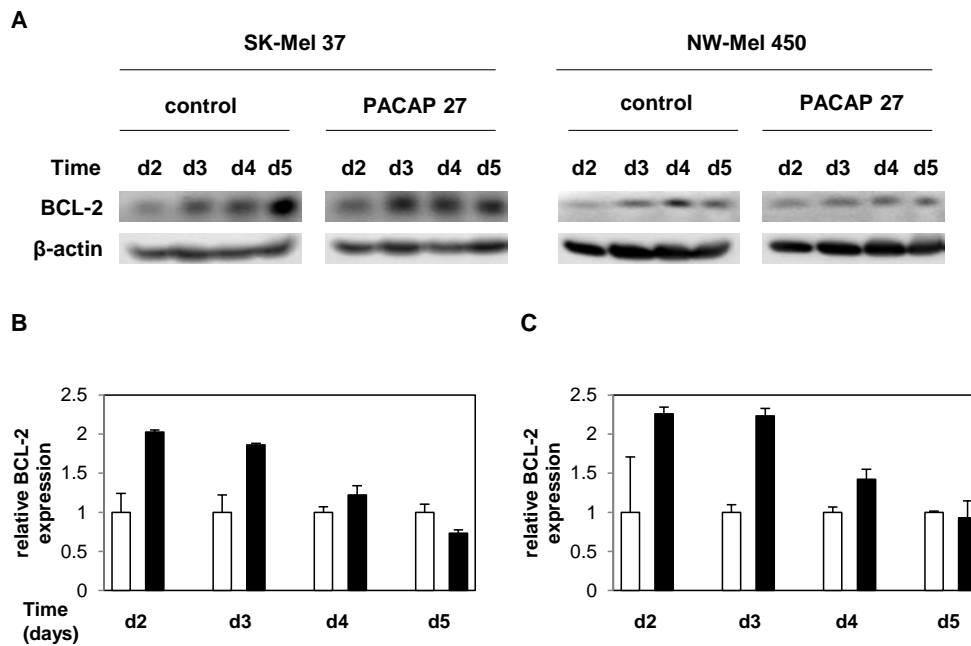 A
SK-Mel 37
NW-Mel 450
control
PACAP 27
control
PACAP 27
Time
d2 d3 d4 d5
d2 d3 d4 d5
d2 d3 d4 d5
d2 d3 d4 d5
BCL-2
β-actin
B
C
relative BCL-2
expression
2.5
2
1.5
1
0.5
0
relative BCL-2
expression
2.5
2
1.5
1
0.5
0
Time
(days)
d2 d3 d4 d5
d2 d3 d4 d5